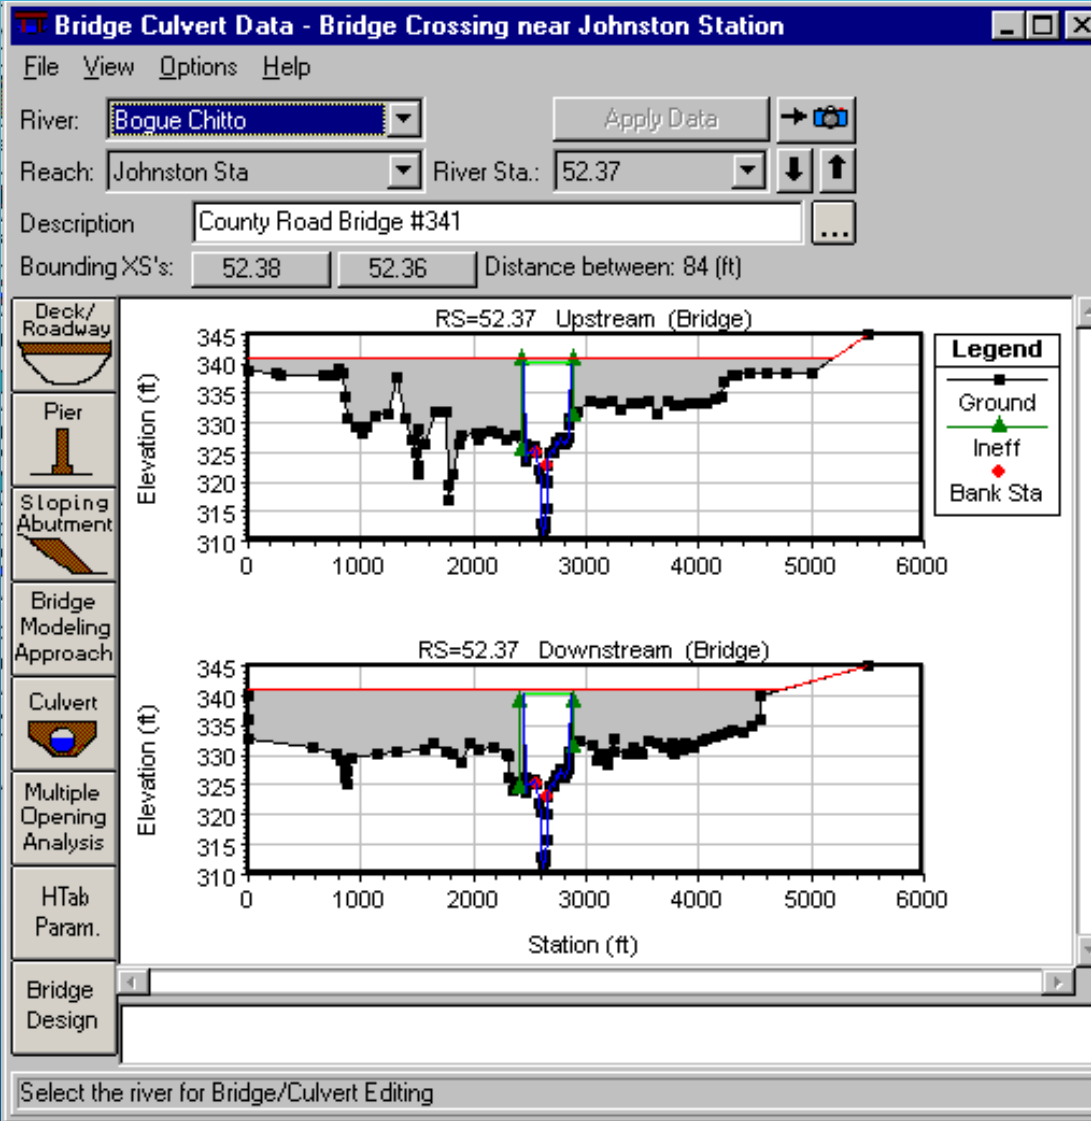 Bridge Culvert Data - Bridge Crossing near Johnston Station
File View Options Help
River: Bogue Chitto Apply Data
Reach: Johnston Sta River Sta.: 52.37
Description County Road Bridge #341 ...
Bounding XS's: 52.38 52.36 Distance between: 84 (ft)
Deck/
Roadway
Pier
Sloping
Abutment
Bridge
Modeling
Approach
Culvert
Multiple
Opening
Analysis
HTab
Param.
Bridge
Design
RS=52.37 Upstream (Bridge)
Elevation (ft)
345
340
335
330
325
320
315
310
0 1000 2000 3000 4000 5000 6000
Legend
Ground
Ineff
Bank Sta
RS=52.37 Downstream (Bridge)
Elevation (ft)
345
340
335
330
325
320
315
310
0 1000 2000 3000 4000 5000 6000
Station (ft)
Select the river for Bridge/Culvert Editing